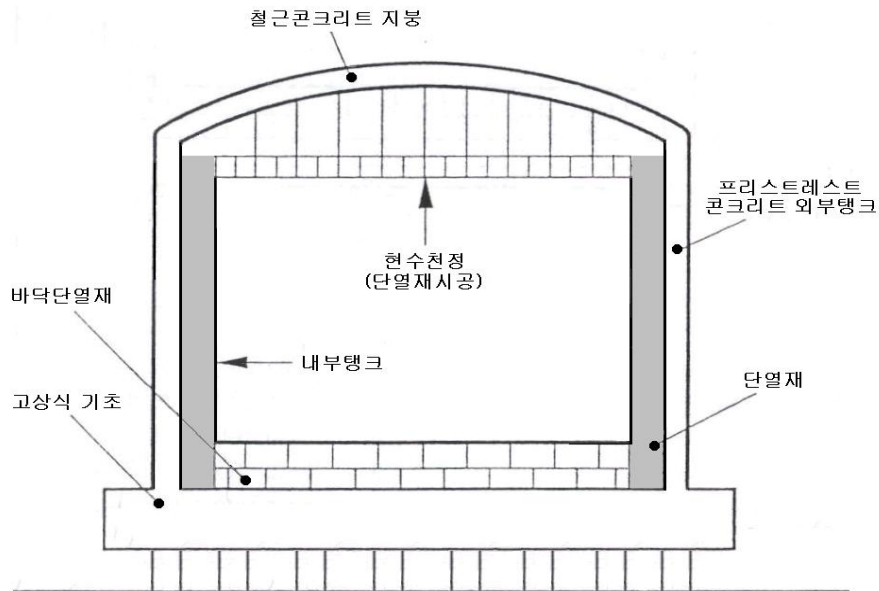 철근콘크리트 지붕
프리스트레스트
콘크리트 외부탱크
현수천정
(단열재시공)
바닥단열재
내부탱크
단열재
고상식 기초